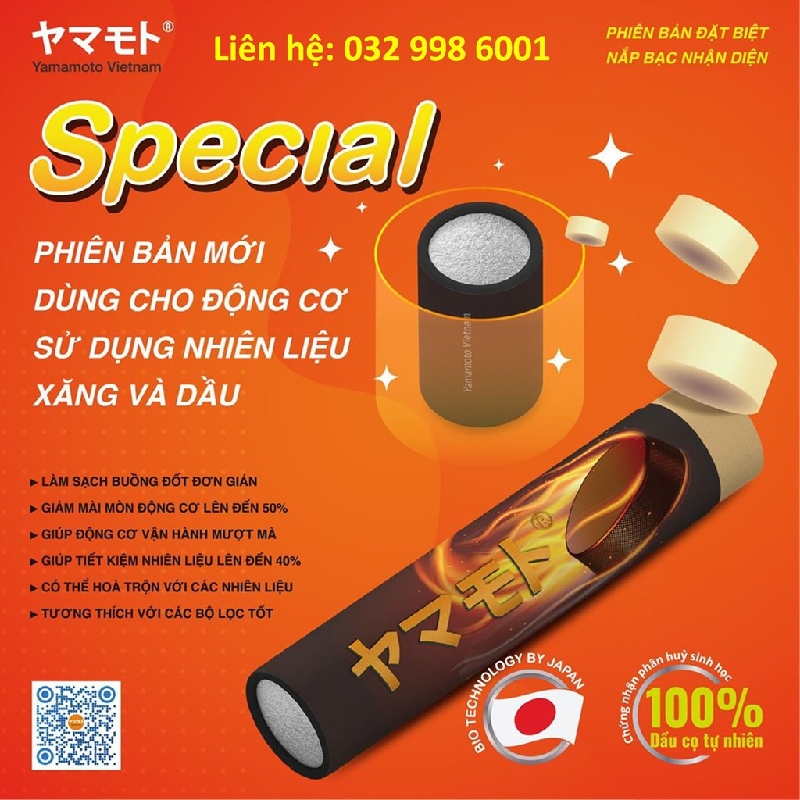 ヤマモト®
Yamamoto Vietnam
Liên hệ: 032 998 6001
PHIÊN BẢN ĐẶT BIỆT
NẮP BẠC NHẬN DIỆN
Special
PHIÊN BẢN MỚI
DÙNG CHO ĐỘNG CƠ
SỬ DỤNG NHIÊN LIỆU
XĂNG VÀ DẦU
Yamamoto Vietnam
▸ LÀM SẠCH BUỒNG ĐỐT ĐƠN GIẢN
▸ GIẢM MÀI MÒN ĐỘNG CƠ LÊN ĐẾN 50%
▸ GIÚP ĐỘNG CƠ VẬN HÀNH MƯỢT MÀ
▸ GIÚP TIẾT KIỆM NHIÊN LIỆU LÊN ĐẾN 40%
▸ CÓ THỂ HOÀ TRỘN VỚI CÁC NHIÊN LIỆU
▸ TƯƠNG THÍCH VỚI CÁC BỘ LỌC TỐT
ヤマモト®
BIO TECHNOLOGY BY JAPAN
Chứng nhận phân huỷ sinh học
100%
Dầu cọ tự nhiên